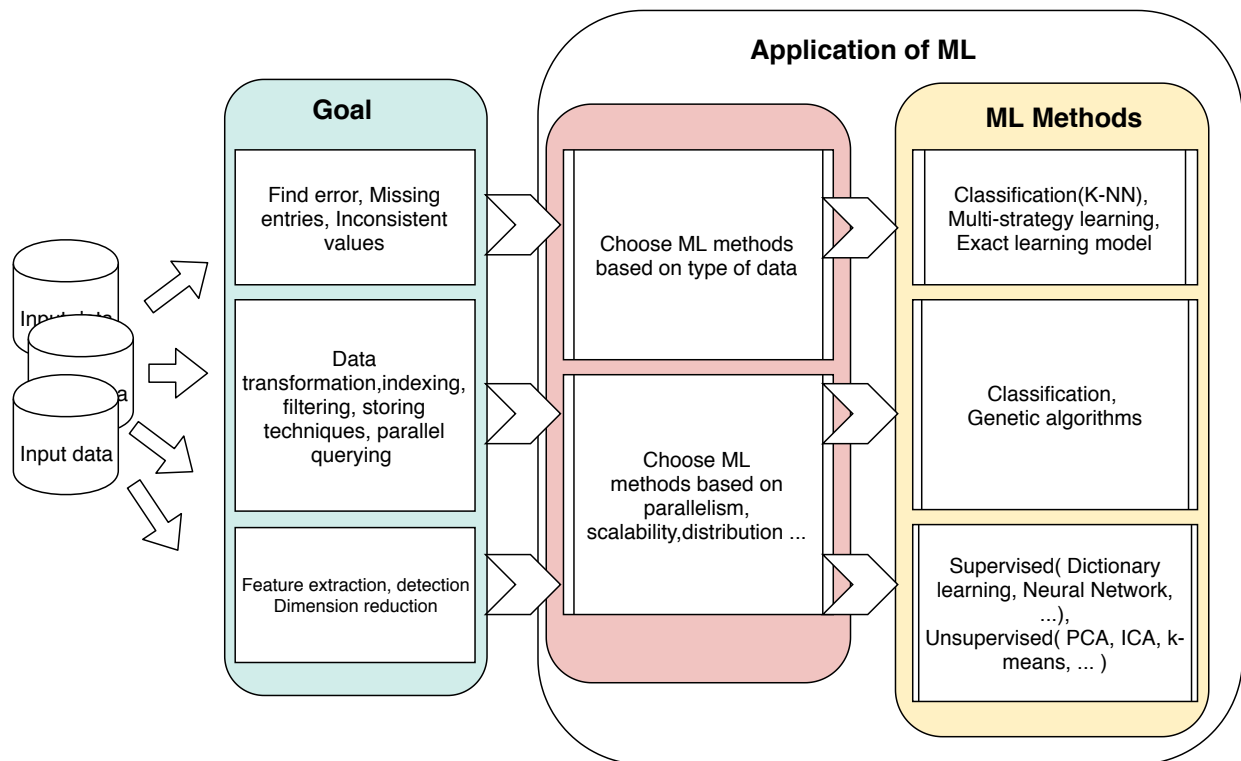 Application of ML
Goal
ML Methods
Find error, Missing
entries, Inconsistent
values
Choose ML methods
based on type of data
Classification(K-NN),
Multi-strategy learning,
Exact learning model
Input data
Input data
Data
transformation,indexing,
filtering, storing
techniques, parallel
querying
Choose ML
methods based on
parallelism,
scalability,distribution ...
Classification,
Genetic algorithms
Feature extraction, detection
Dimension reduction
Supervised( Dictionary
learning, Neural Network,
...),
Unsupervised( PCA, ICA, k-
means, ... )